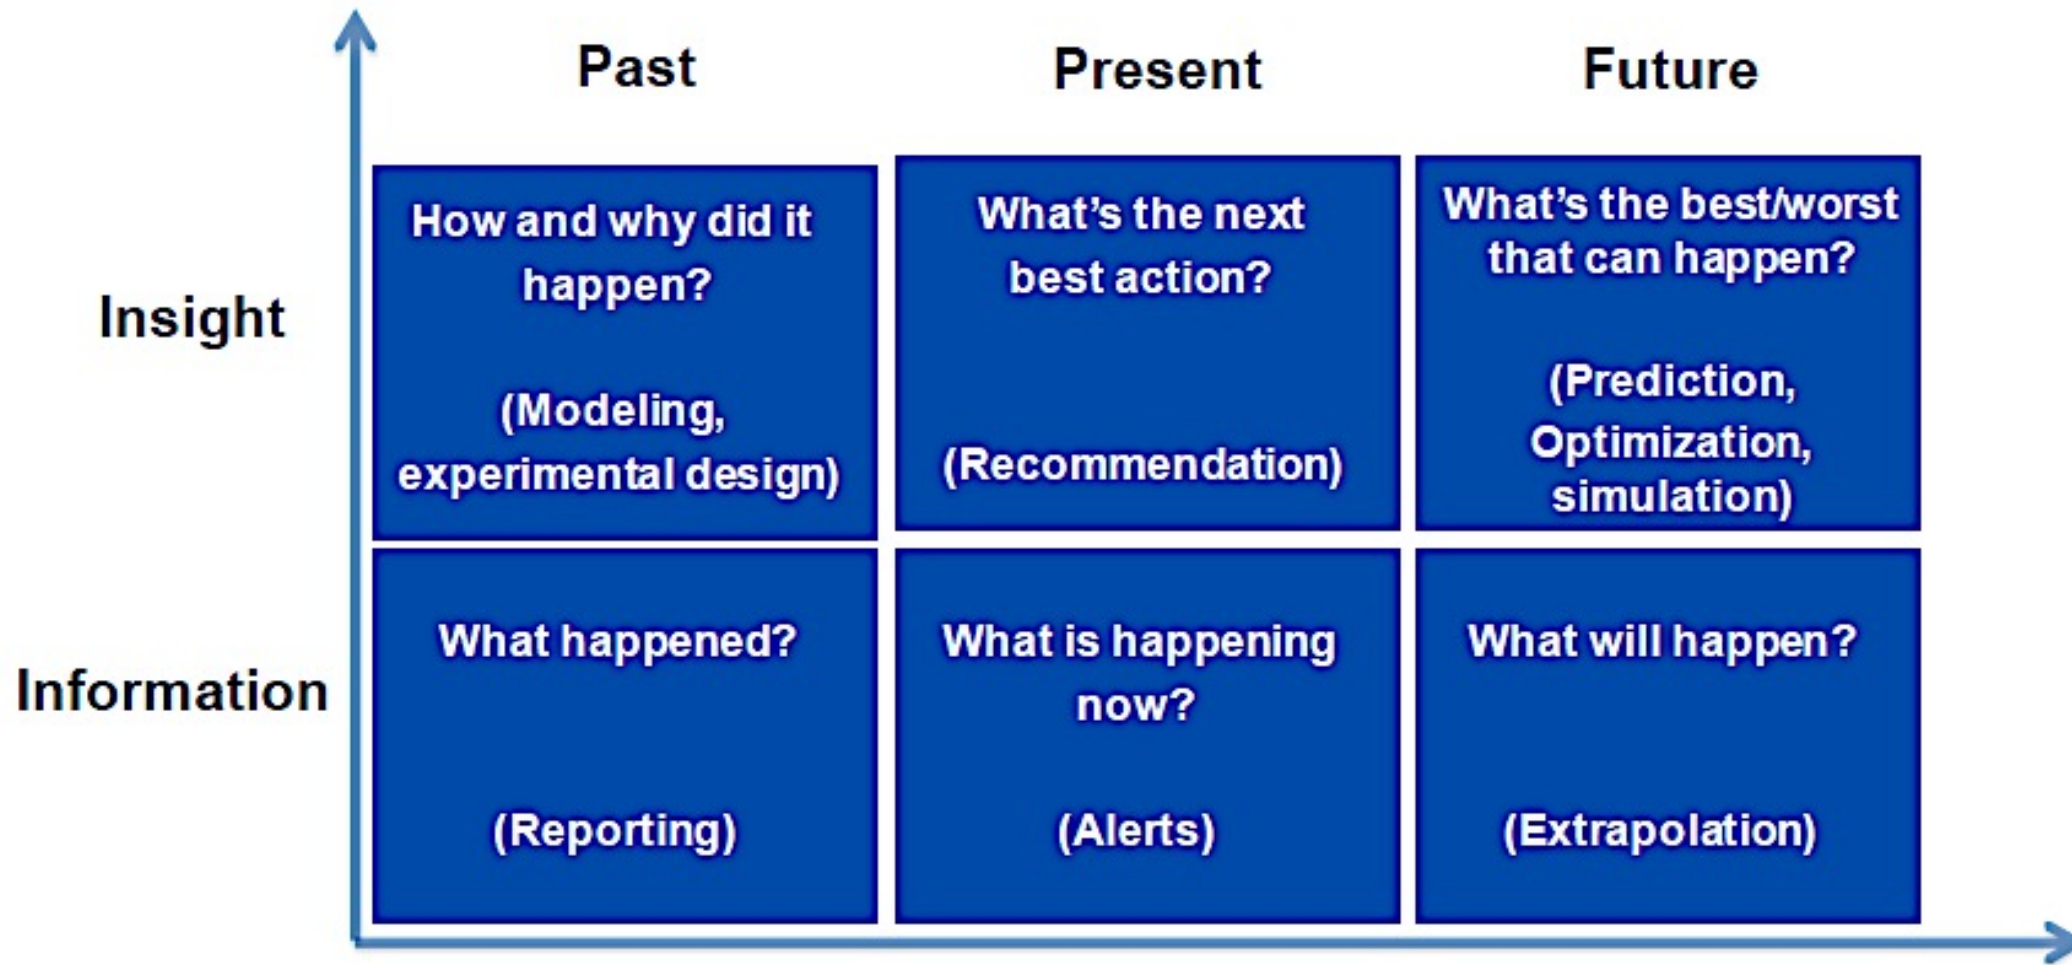 Past
Present
Future
Insight
How and why did it
happen?
(Modeling,
experimental design)
What’s the next
best action?
(Recommendation)
What’s the best/worst
that can happen?
(Prediction,
Optimization,
simulation)
Information
What happened?
(Reporting)
What is happening
now?
(Alerts)
What will happen?
(Extrapolation)